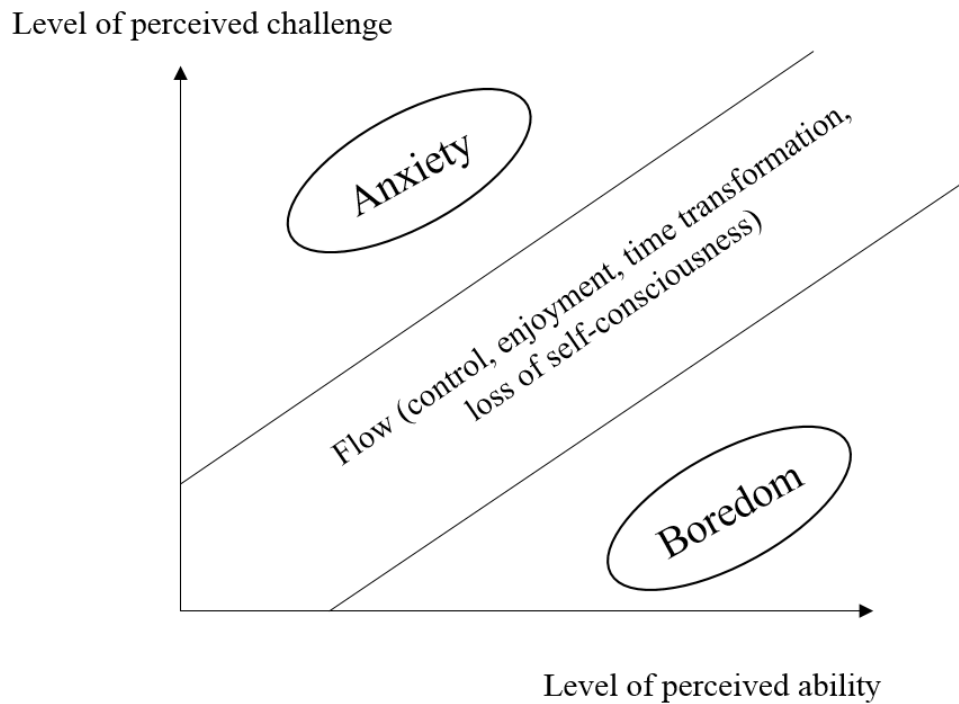 Level of perceived challenge
Anxiety
Flow (control, enjoyment, time transformation,
loss of self-consciousness)
Boredom
Level of perceived ability